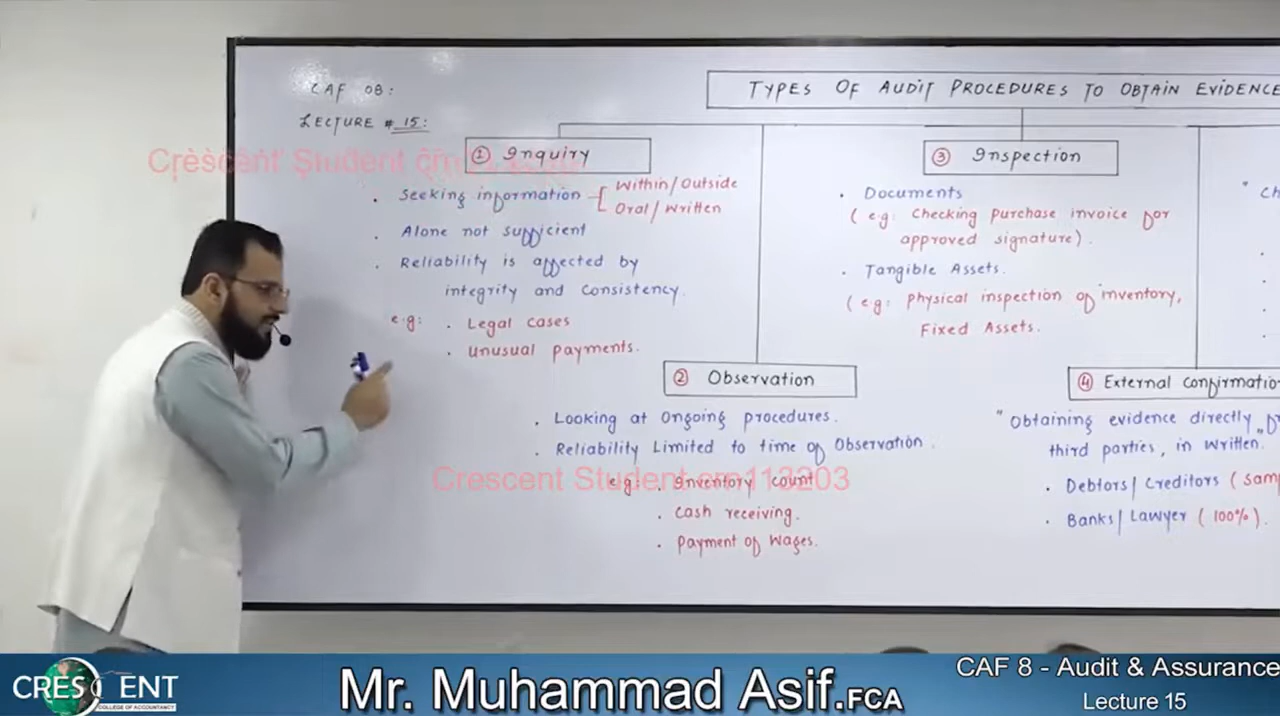 CAF 08:
LECTURE # 15:
TYPES OF AUDIT PROCEDURES TO OBTAIN EVIDENCE
① Inquiry
• Seeking information
Within/Outside
Oral/Written
• Alone not sufficient
• Reliability is affected by
integrity and consistency.
e.g: • Legal cases
• unusual payments.
② Observation
• Looking at ongoing procedures.
• Reliability Limited to time of Observation.
e.g: • Inventory count
• Cash receiving.
• Payment of Wages.
③ Inspection
• Documents
(e.g: Checking purchase invoice for
approved signature).
• Tangible Assets.
(e.g: physical inspection of inventory,
Fixed Assets.
④ External confirmatio
"Obtaining evidence directly
third parties, in written."
• Debtors/Creditors (sam
• Banks/Lawyer (100%).
Crescent Student
Crescent Student crn113203
CRESCENT
COLLEGE OF ACCOUNTANCY
Mr. Muhammad Asif.FCA
CAF 8 - Audit & Assurance
Lecture 15